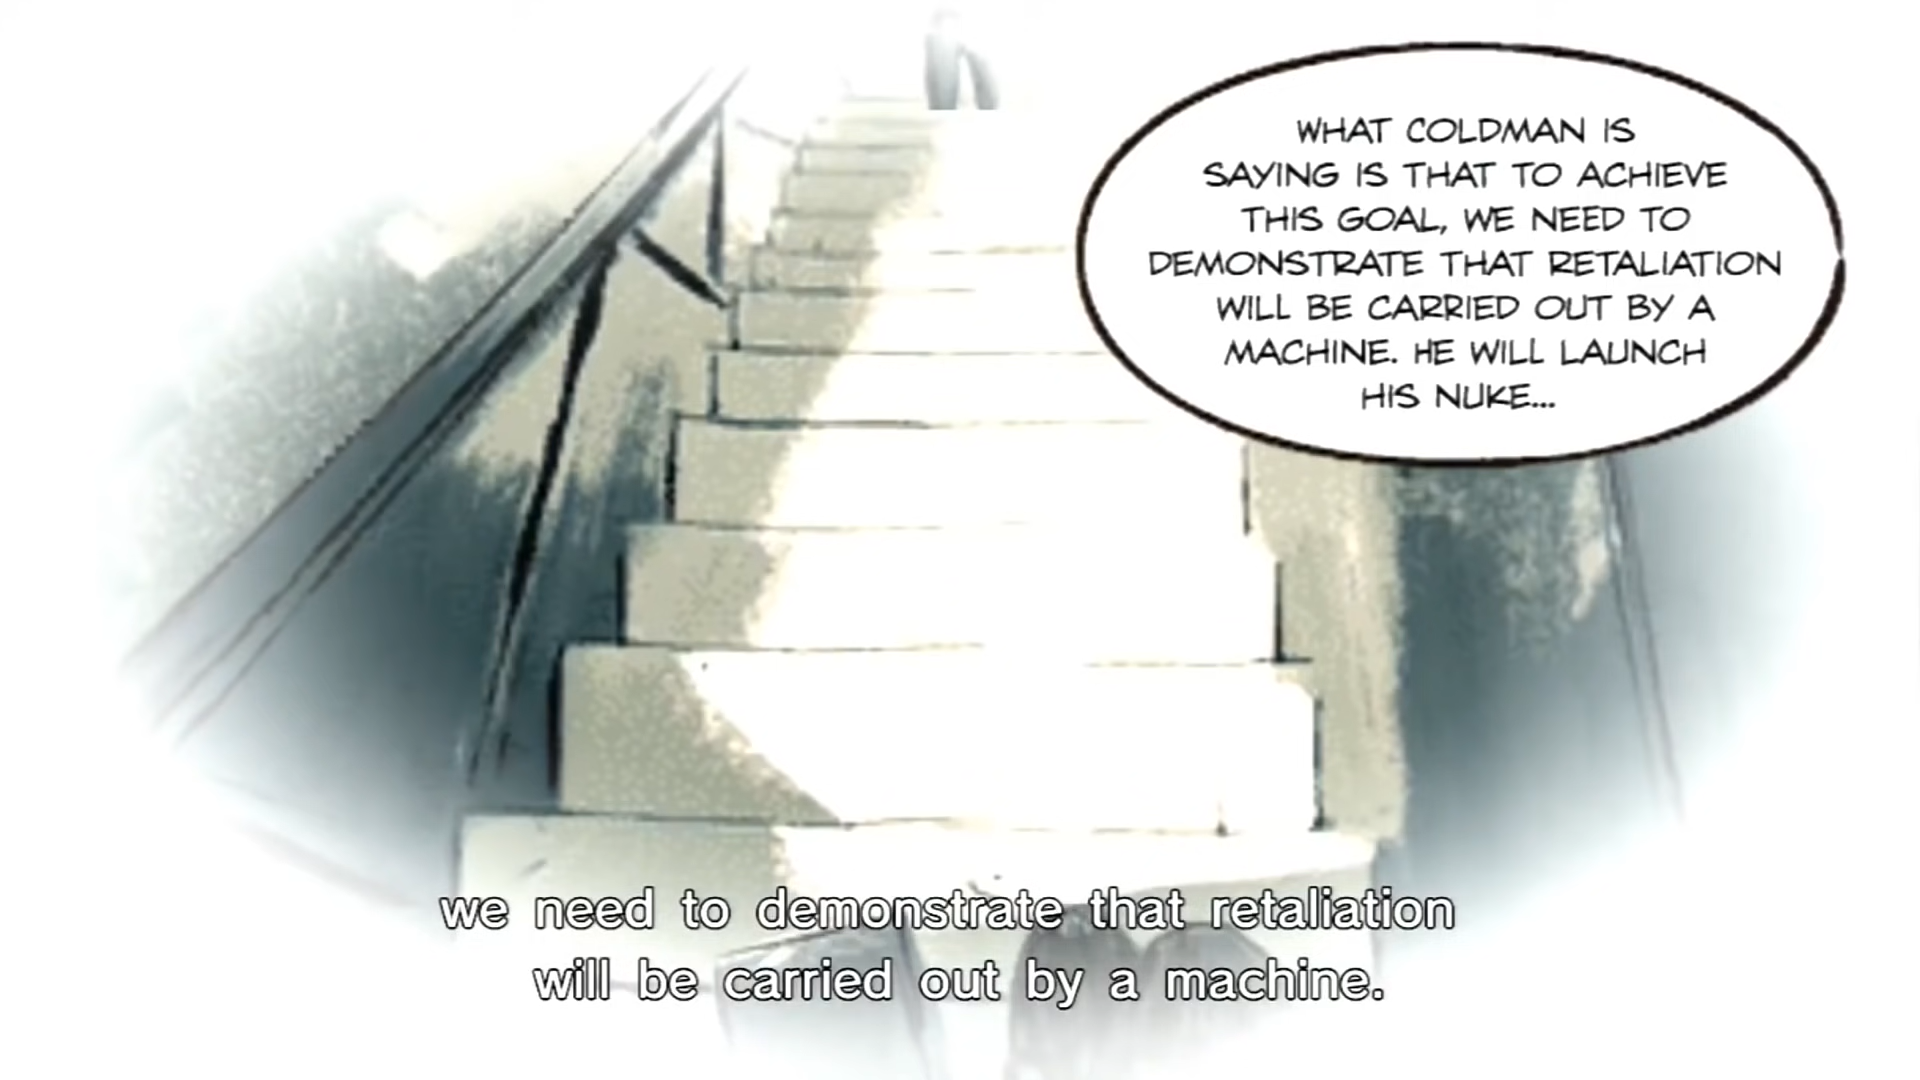 WHAT COLDMAN IS
SAYING IS THAT TO ACHIEVE
THIS GOAL, WE NEED TO
DEMONSTRATE THAT RETALIATION
WILL BE CARRIED OUT BY A
MACHINE. HE WILL LAUNCH
HIS NUKE...
we need to demonstrate that retaliation
will be carried out by a machine.